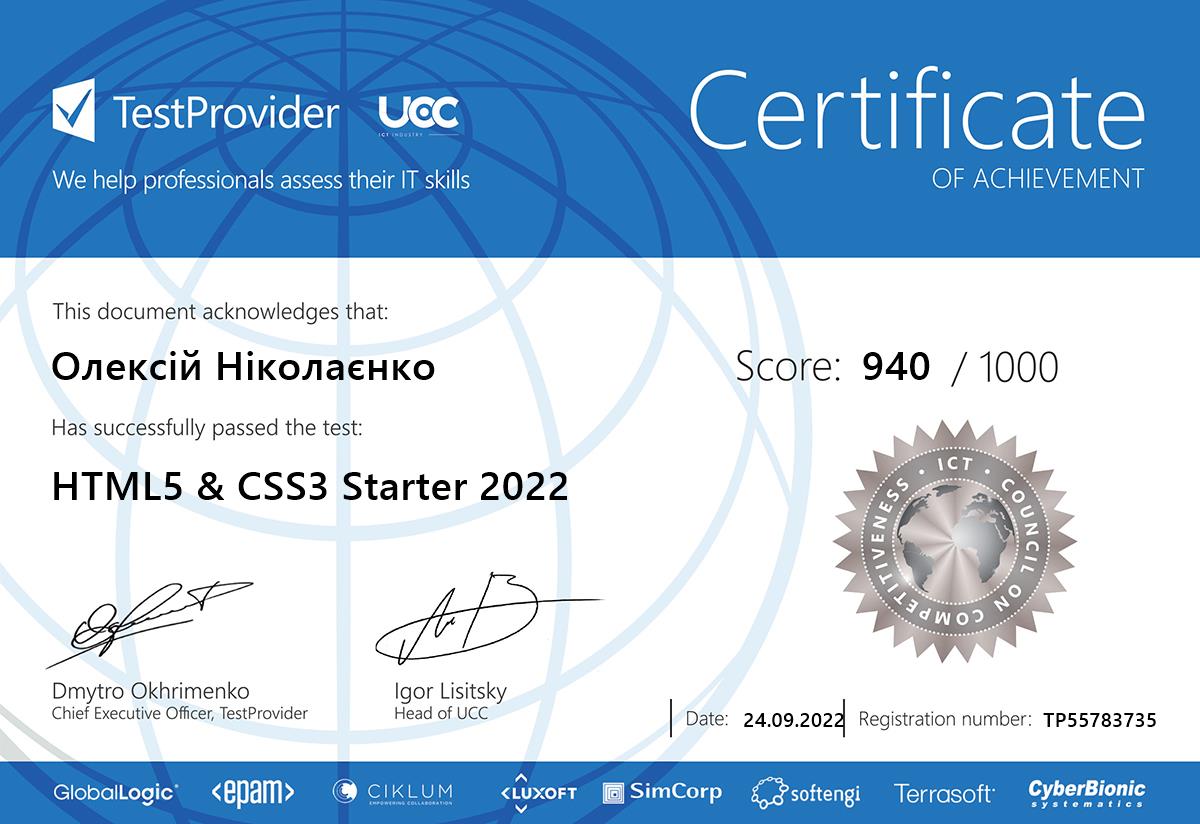 TestProvider
UCC
ICT INDUSTRY
We help professionals assess their IT skills
Certificate
OF ACHIEVEMENT
This document acknowledges that:
Олексій Ніколаєнко
Score: 940 / 1000
Has successfully passed the test:
HTML5 & CSS3 Starter 2022
· ICT · COUNCIL ON COMPETITIVENESS
Dmytro Okhrimenko
Chief Executive Officer, TestProvider
Igor Lisitsky
Head of UCC
Date: 24.09.2022
Registration number: TP55783735
GlobalLogic
<epam>
CIKLUM
EMPOWERING COLLABORATION
<LUXOFT
SimCorp
softengi
Terrasoft
CyberBionic
systematics